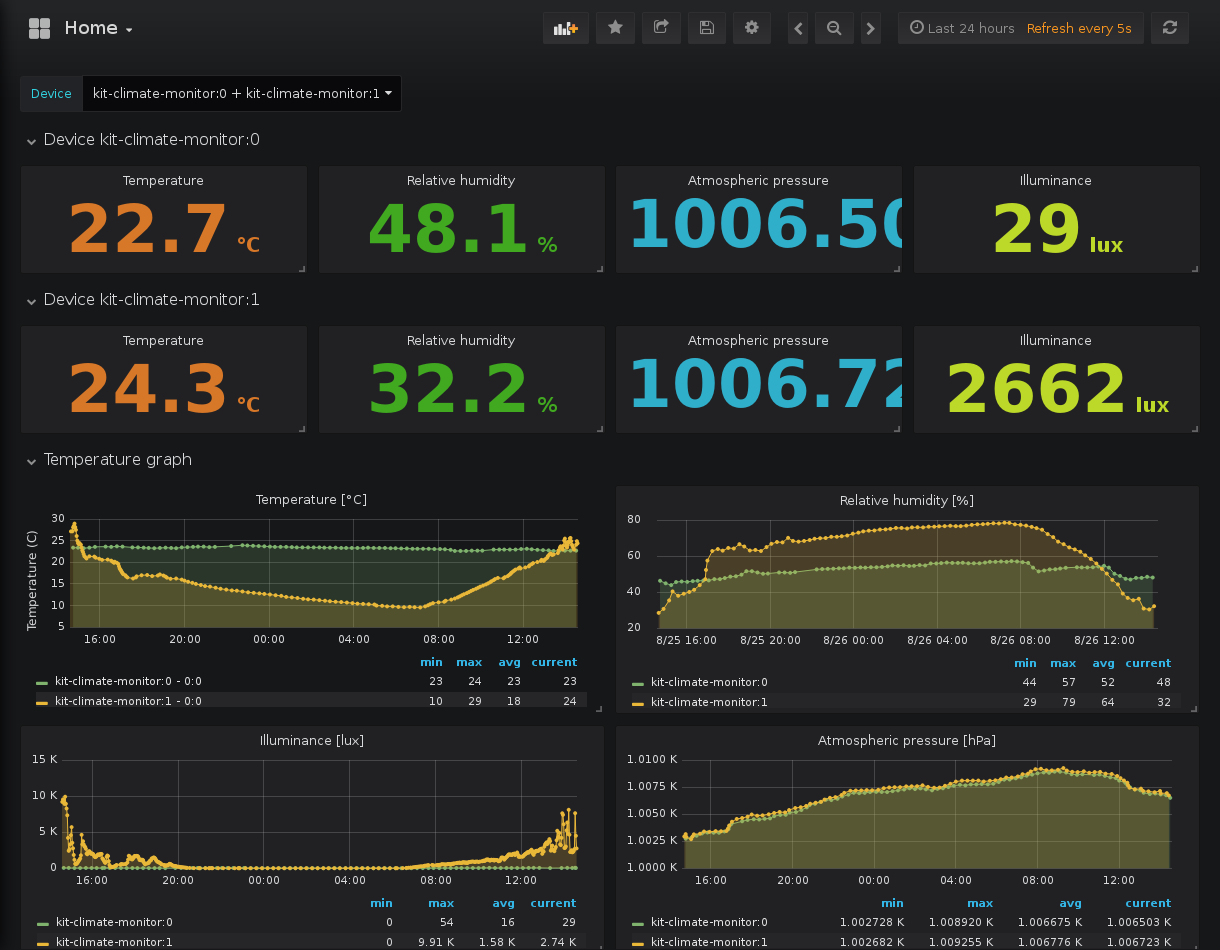 Home
Last 24 hours Refresh every 5s
Device kit-climate-monitor:0 + kit-climate-monitor:1
Device kit-climate-monitor:0
Temperature Relative humidity Atmospheric pressure Illuminance
22.7 °C 48.1 % 1006.50 29 lux
Device kit-climate-monitor:1
Temperature Relative humidity Atmospheric pressure Illuminance
24.3 °C 32.2 % 1006.72 2662 lux
Temperature graph
Temperature [°C]
Temperature (C)
30
25
20
15
10
5
16:00 20:00 00:00 04:00 08:00 12:00
min max avg current
kit-climate-monitor:0 - 0:0 23 24 23 23
kit-climate-monitor:1 - 0:0 10 29 18 24
Relative humidity [%]
80
60
40
20
8/25 16:00 8/25 20:00 8/26 00:00 8/26 04:00 8/26 08:00 8/26 12:00
min max avg current
kit-climate-monitor:0 44 57 52 48
kit-climate-monitor:1 29 79 64 32
Illuminance [lux]
15 K
10 K
5 K
0
16:00 20:00 00:00 04:00 08:00 12:00
min max avg current
kit-climate-monitor:0 0 54 16 29
kit-climate-monitor:1 0 9.91 K 1.58 K 2.74 K
Atmospheric pressure [hPa]
1.0100 K
1.0075 K
1.0050 K
1.0025 K
1.0000 K
16:00 20:00 00:00 04:00 08:00 12:00
min max avg current
kit-climate-monitor:0 1.002728 K 1.008920 K 1.006675 K 1.006503 K
kit-climate-monitor:1 1.002682 K 1.009255 K 1.006776 K 1.006723 K